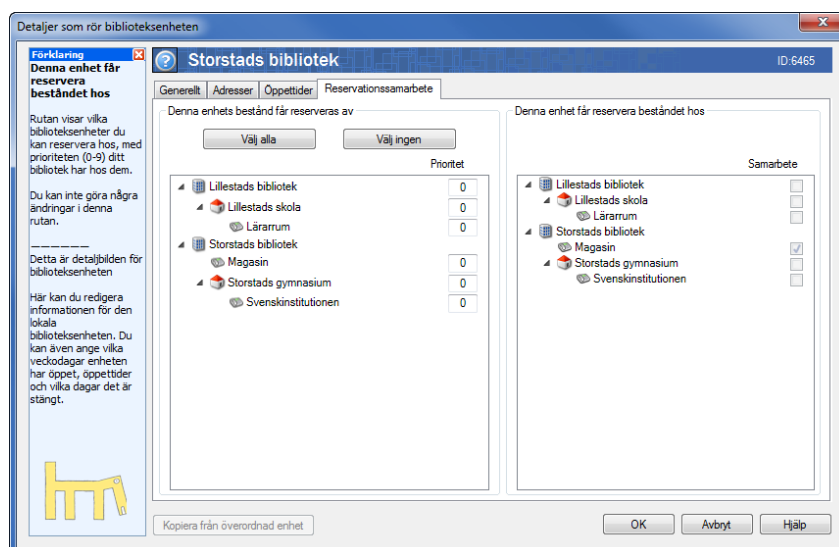 Detaljer som rör biblioteksenheten
Förklaring
Denna enhet får
reservera
beståndet hos
Rutan visar vilka
biblioteksenheter du
kan reservera hos, med
prioriteten (0-9) ditt
bibliotek har hos dem.
Du kan inte göra några
ändringar i denna
rutan.
——————
Detta är detaljbilden för
biblioteksenheten
Här kan du redigera
informationen för den
lokala
biblioteksenheten. Du
kan även ange vilka
veckodagar enheten
har öppet, öppettider
och vilka dagar det är
stängt.
Storstads bibliotek
ID:6465
Generellt Adresser Öppettider Reservationssamarbete
Denna enhets bestånd får reserveras av
Välj alla Välj ingen
Prioritet
Lillestads bibliotek 0
Lillestads skola 0
Lärarrum 0
Storstads bibliotek
Magasin 0
Storstads gymnasium 0
Svenskinstitutionen 0
Denna enhet får reservera beståndet hos
Samarbete
Lillestads bibliotek
Lillestads skola
Lärarrum
Storstads bibliotek
Magasin
Storstads gymnasium
Svenskinstitutionen
Kopiera från överordnad enhet
OK Avbryt Hjälp